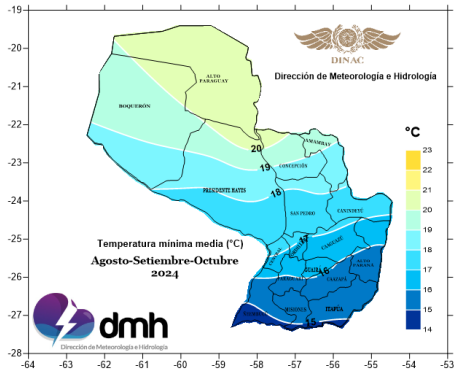 -19
-20
-21
-22
-23
-24
-25
-26
-27
-28
-64
-63
-62
-61
-60
-59
-58
-57
-56
-55
-54
-53
DINAC
Dirección de Meteorología e Hidrología
°C
23
22
21
20
19
18
17
16
15
14
ALTO
PARAGUAY
BOQUERÓN
20
AMAMBAY
19
CONCEPCIÓN
PRESIDENTE HAYES
18
SAN PEDRO
CANINDEYÚ
17
CAAGUAZÚ
ALTO
PARANÁ
GUAIRÁ
16
CAAZAPÁ
MISIONES
ITAPÚA
15
Temperatura mínima media (°C)
Agosto-Setiembre-Octubre
2024
dmh
Dirección de Meteorología e Hidrología